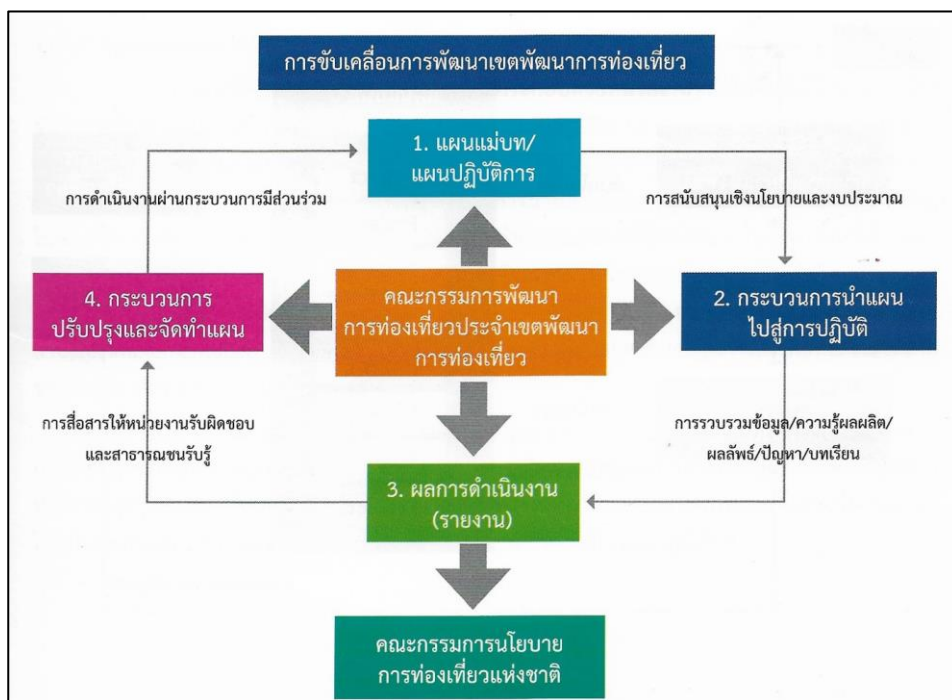 การขับเคลื่อนการพัฒนาเขตพัฒนาการท่องเที่ยว
1. แผนแม่บท/
แผนปฏิบัติการ
การดำเนินงานผ่านกระบวนการมีส่วนร่วม
การสนับสนุนเชิงนโยบายและงบประมาณ
4. กระบวนการ
ปรับปรุงและจัดทำแผน
คณะกรรมการพัฒนา
การท่องเที่ยวประจำเขตพัฒนา
การท่องเที่ยว
2. กระบวนการนำแผน
ไปสู่การปฏิบัติ
การสื่อสารให้หน่วยงานรับผิดชอบ
และสาธารณชนรับรู้
การรวบรวมข้อมูล/ความรู้ผลผลิต/
ผลลัพธ์/ปัญหา/บทเรียน
3. ผลการดำเนินงาน
(รายงาน)
คณะกรรมการนโยบาย
การท่องเที่ยวแห่งชาติ